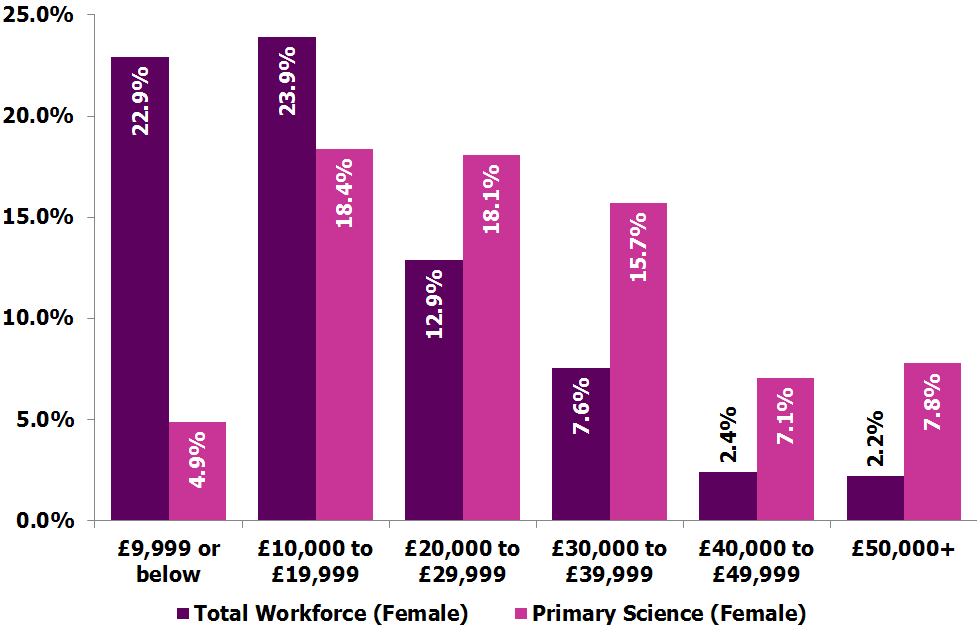 25.0%
20.0%
15.0%
10.0%
5.0%
0.0%
22.9%
4.9%
23.9%
18.4%
12.9%
18.1%
7.6%
15.7%
2.4%
7.1%
2.2%
7.8%
£9,999 or
below
£10,000 to
£19,999
£20,000 to
£29,999
£30,000 to
£39,999
£40,000 to
£49,999
£50,000+
Total Workforce (Female)
Primary Science (Female)